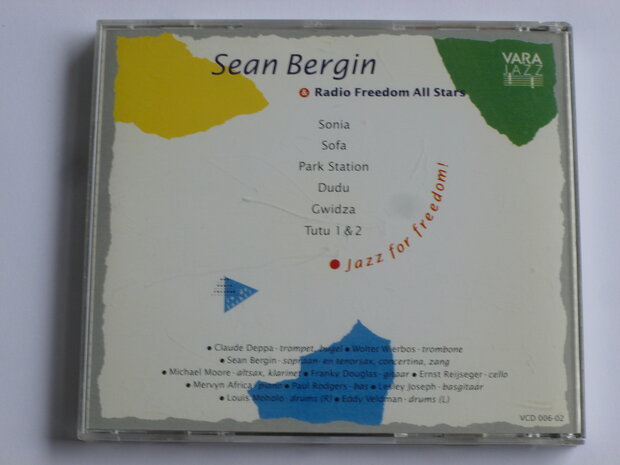 Sean Bergin
& Radio Freedom All Stars
VARA
JAZZ
Sonia
Sofa
Park Station
Dudu
Gwidza
Tutu 1 & 2
Jazz for freedom!
• Claude Deppa - trompet, bugel • Wolter Wierbos - trombone
• Sean Bergin - sopraan- en tenorsax, concertina, zang
• Michael Moore - altsax, klarinet • Franky Douglas - gitaar • Ernst Reijseger - cello
• Mervyn Africa - piano • Paul Rodgers - bas • Lesley Joseph - basgitaar
• Louis Moholo - drums (R) • Eddy Veldman - drums (L)
VCD 006-02